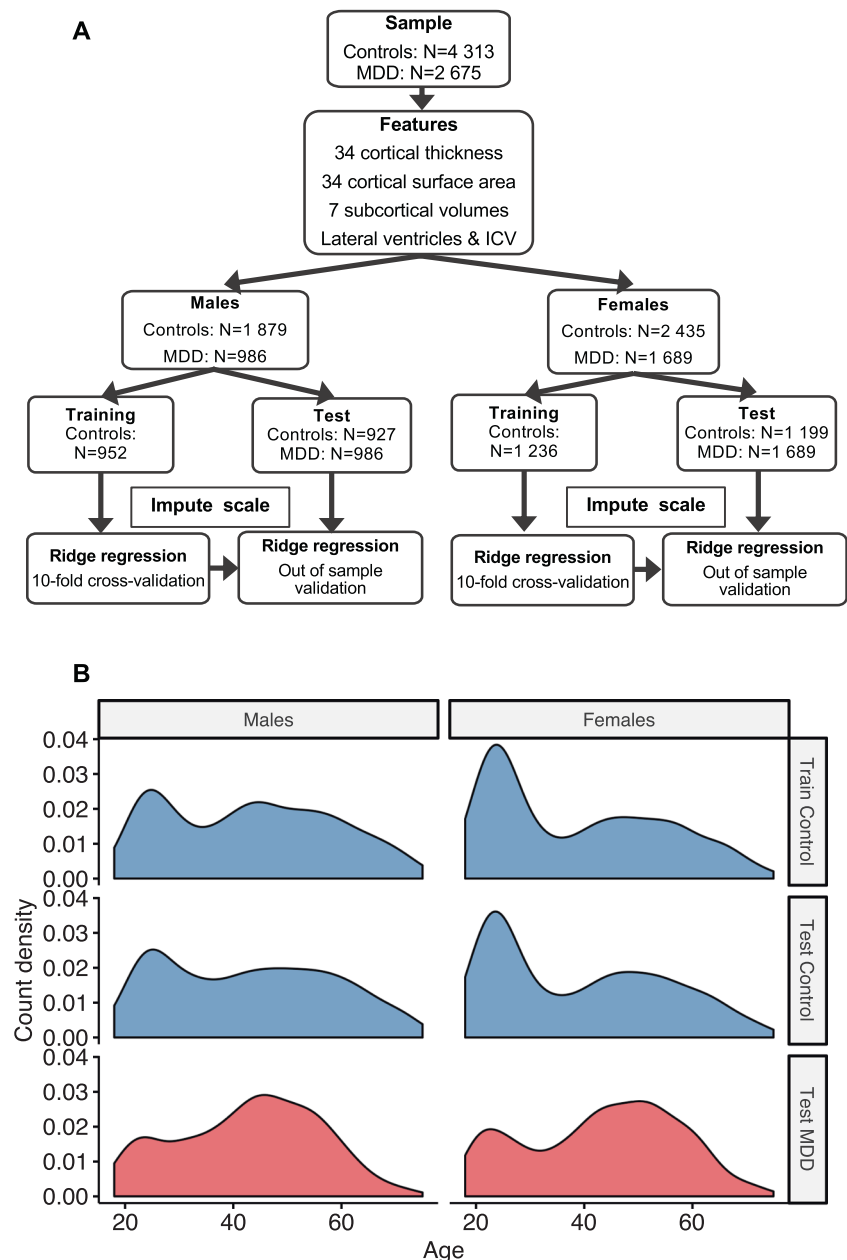 A
Sample
Controls: N=4 313
MDD: N=2 675
Features
34 cortical thickness
34 cortical surface area
7 subcortical volumes
Lateral ventricles & ICV
Males
Controls: N=1 879
MDD: N=986
Females
Controls: N=2 435
MDD: N=1 689
Training
Controls:
N=952
Test
Controls: N=927
MDD: N=986
Training
Controls:
N=1 236
Test
Controls: N=1 199
MDD: N=1 689
Impute scale
Impute scale
Ridge regression
10-fold cross-validation
Ridge regression
Out of sample
validation
Ridge regression
10-fold cross-validation
Ridge regression
Out of sample
validation
B
Males
Females
0.04
0.03
0.02
0.01
0.00
Train Control
0.04
0.03
0.02
0.01
0.00
Test Control
Count density
0.04
0.03
0.02
0.01
0.00
Test MDD
20 40 60
20 40 60
Age